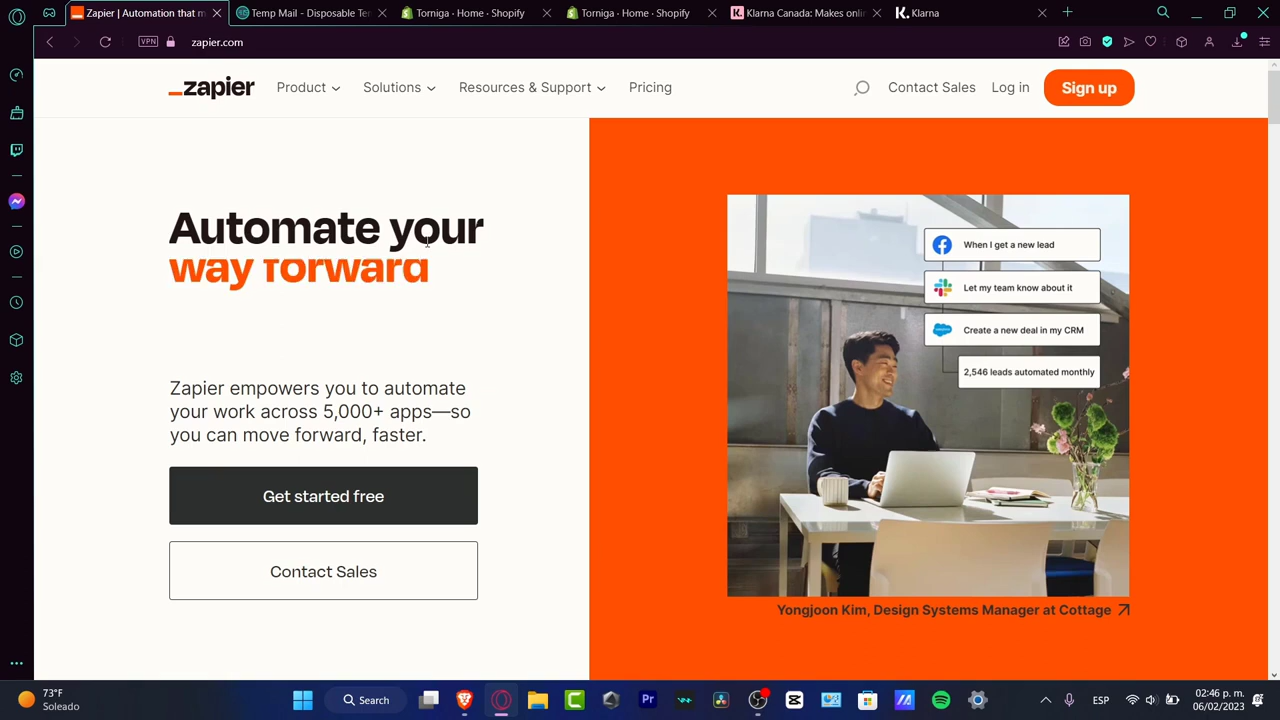 Zapier | Automation that m
Temp Mail - Disposable Te
Torniga · Home · Shopify
Torniga · Home · Shopify
Klarna Canada: Makes onli
Klarna
VPN
zapier.com
_zapier
Product
Solutions
Resources & Support
Pricing
Contact Sales
Log in
Sign up
Automate your
way forward
Zapier empowers you to automate
your work across 5,000+ apps—so
you can move forward, faster.
Get started free
Contact Sales
When I get a new lead
Let my team know about it
Create a new deal in my CRM
2,546 leads automated monthly
Yongjoon Kim, Design Systems Manager at Cottage
73°F
Soleado
Search
Pr
ESP
02:46 p. m.
06/02/2023